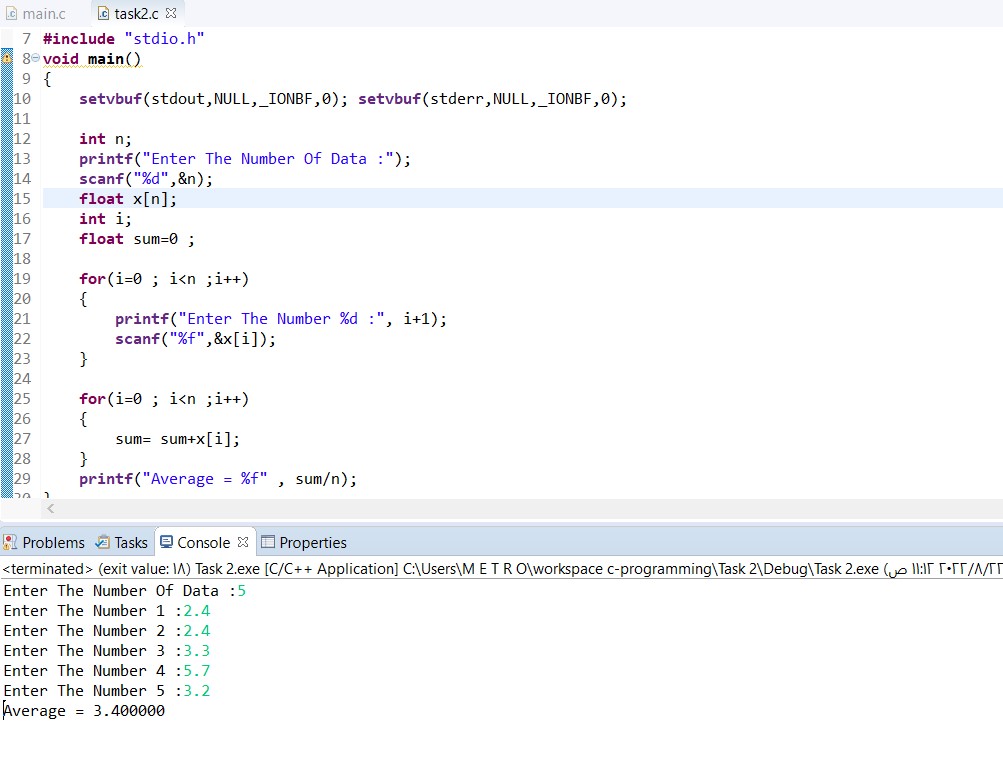 main.c task2.c
7 #include "stdio.h"
8 void main()
9 {
10 setvbuf(stdout,NULL,_IONBF,0); setvbuf(stderr,NULL,_IONBF,0);
11
12 int n;
13 printf("Enter The Number Of Data :");
14 scanf("%d",&n);
15 float x[n];
16 int i;
17 float sum=0 ;
18
19 for(i=0 ; i<n ;i++)
20 {
21 printf("Enter The Number %d :", i+1);
22 scanf("%f",&x[i]);
23 }
24
25 for(i=0 ; i<n ;i++)
26 {
27 sum= sum+x[i];
28 }
29 printf("Average = %f" , sum/n);
30 }
Problems Tasks Console Properties
<terminated> (exit value: ١٨) Task 2.exe [C/C++ Application] C:\Users\M E T R O\workspace c-programming\Task 2\Debug\Task 2.exe (ص ١١:١٢ ٢٠٢٢/٨/٢٣
Enter The Number Of Data :5
Enter The Number 1 :2.4
Enter The Number 2 :2.4
Enter The Number 3 :3.3
Enter The Number 4 :5.7
Enter The Number 5 :3.2
Average = 3.400000